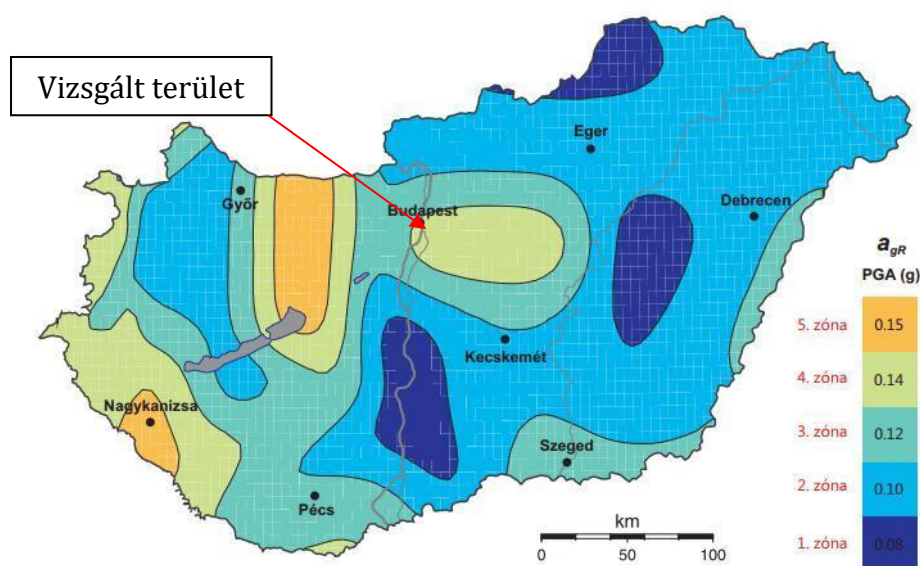 Vizsgált terület
Eger
Győr
Budapest
Debrecen
Kecskemét
Nagykanizsa
Szeged
Pécs
km
0 50 100
a_gR
PGA (g)
5. zóna 0.15
4. zóna 0.14
3. zóna 0.12
2. zóna 0.10
1. zóna 0.08